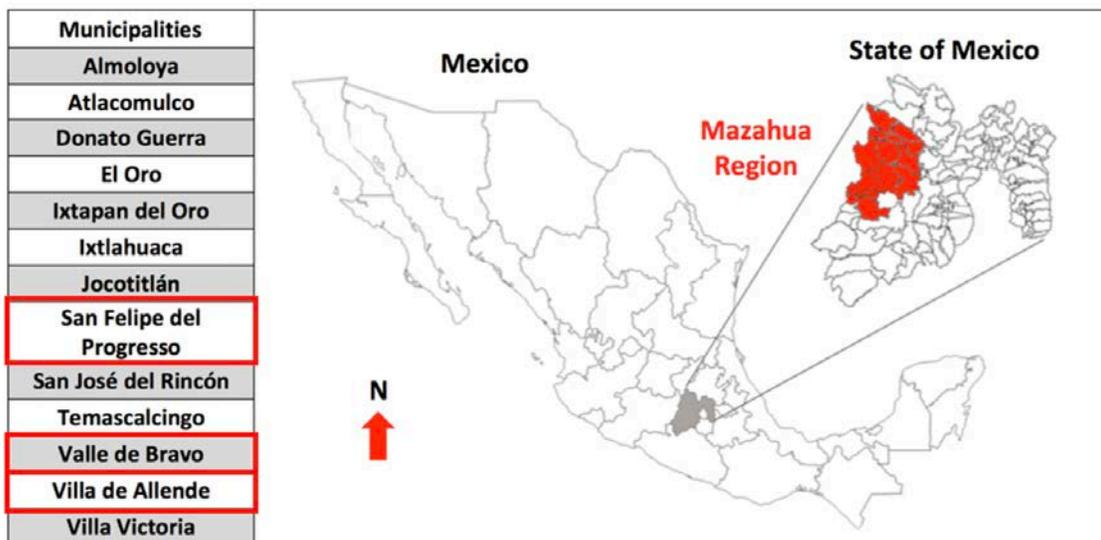 Municipalities
Almoloya
Atlacomulco
Donato Guerra
El Oro
Ixtapan del Oro
Ixtlahuaca
Jocotitlán
San Felipe del
Progresso
San José del Rincón
Temascalcingo
Valle de Bravo
Villa de Allende
Villa Victoria
Mexico
State of Mexico
Mazahua
Region
N